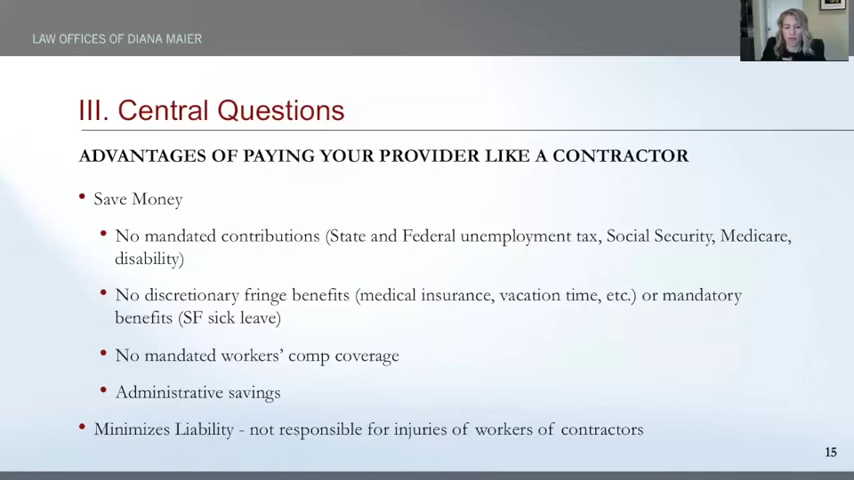 LAW OFFICES OF DIANA MAIER
III. Central Questions
ADVANTAGES OF PAYING YOUR PROVIDER LIKE A CONTRACTOR
• Save Money
• No mandated contributions (State and Federal unemployment tax, Social Security, Medicare,
disability)
• No discretionary fringe benefits (medical insurance, vacation time, etc.) or mandatory
benefits (SF sick leave)
• No mandated workers’ comp coverage
• Administrative savings
• Minimizes Liability - not responsible for injuries of workers of contractors
15